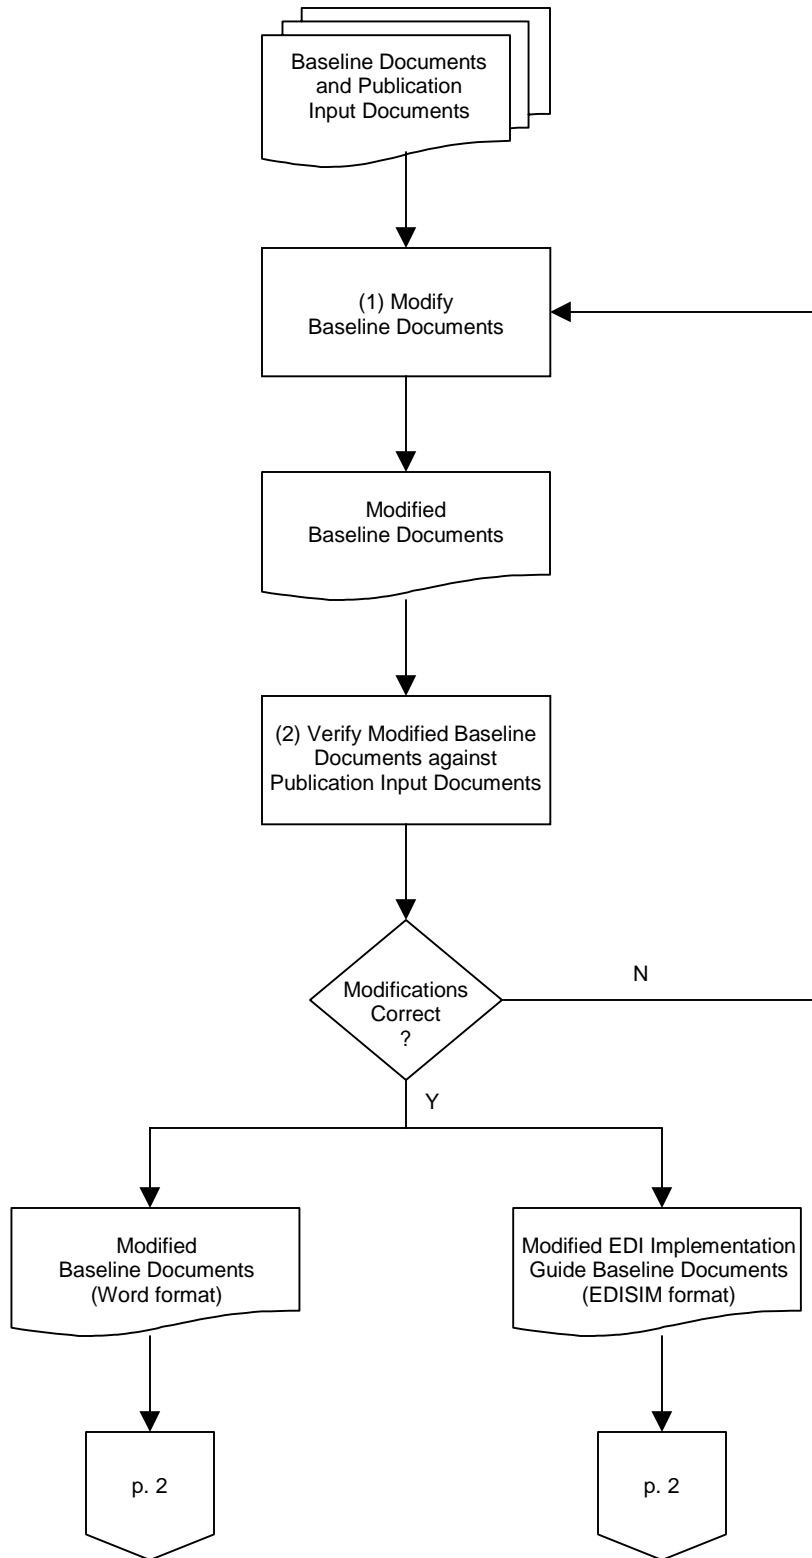 Baseline Documents
and Publication
Input Documents
(1) Modify
Baseline Documents
Modified
Baseline Documents
(2) Verify Modified Baseline
Documents against
Publication Input Documents
Modifications
Correct
?
N
Y
Modified
Baseline Documents
(Word format)
Modified EDI Implementation
Guide Baseline Documents
(EDISIM format)
p. 2
p. 2